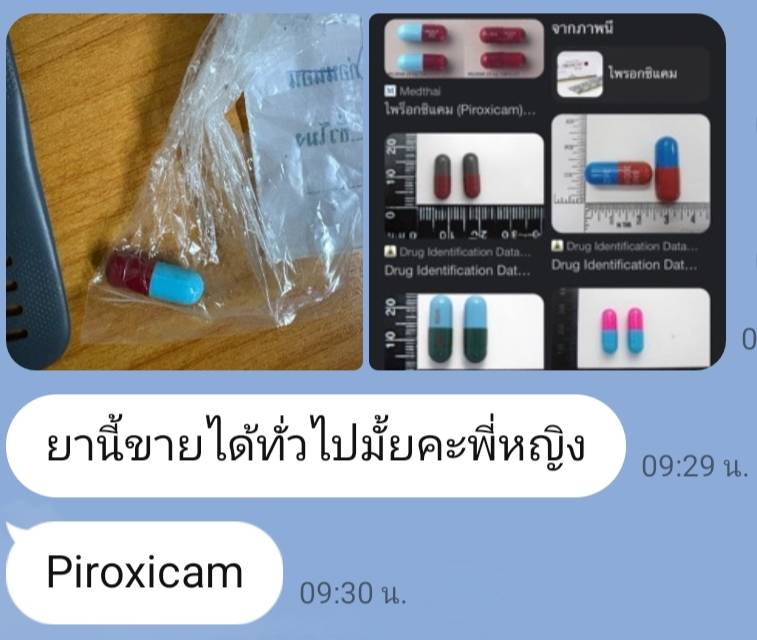 จากภาพนี้
ไพรอกซิแคม
Medthai
ไพร็อกซิแคม (Piroxicam)...
Drug Identification Data...
Drug Identification Dat...
Drug Identification Data...
Drug Identification Dat...
ยานี้ขายได้ทั่วไปมั้ยคะพี่หญิง
09:29 น.
Piroxicam
09:30 น.